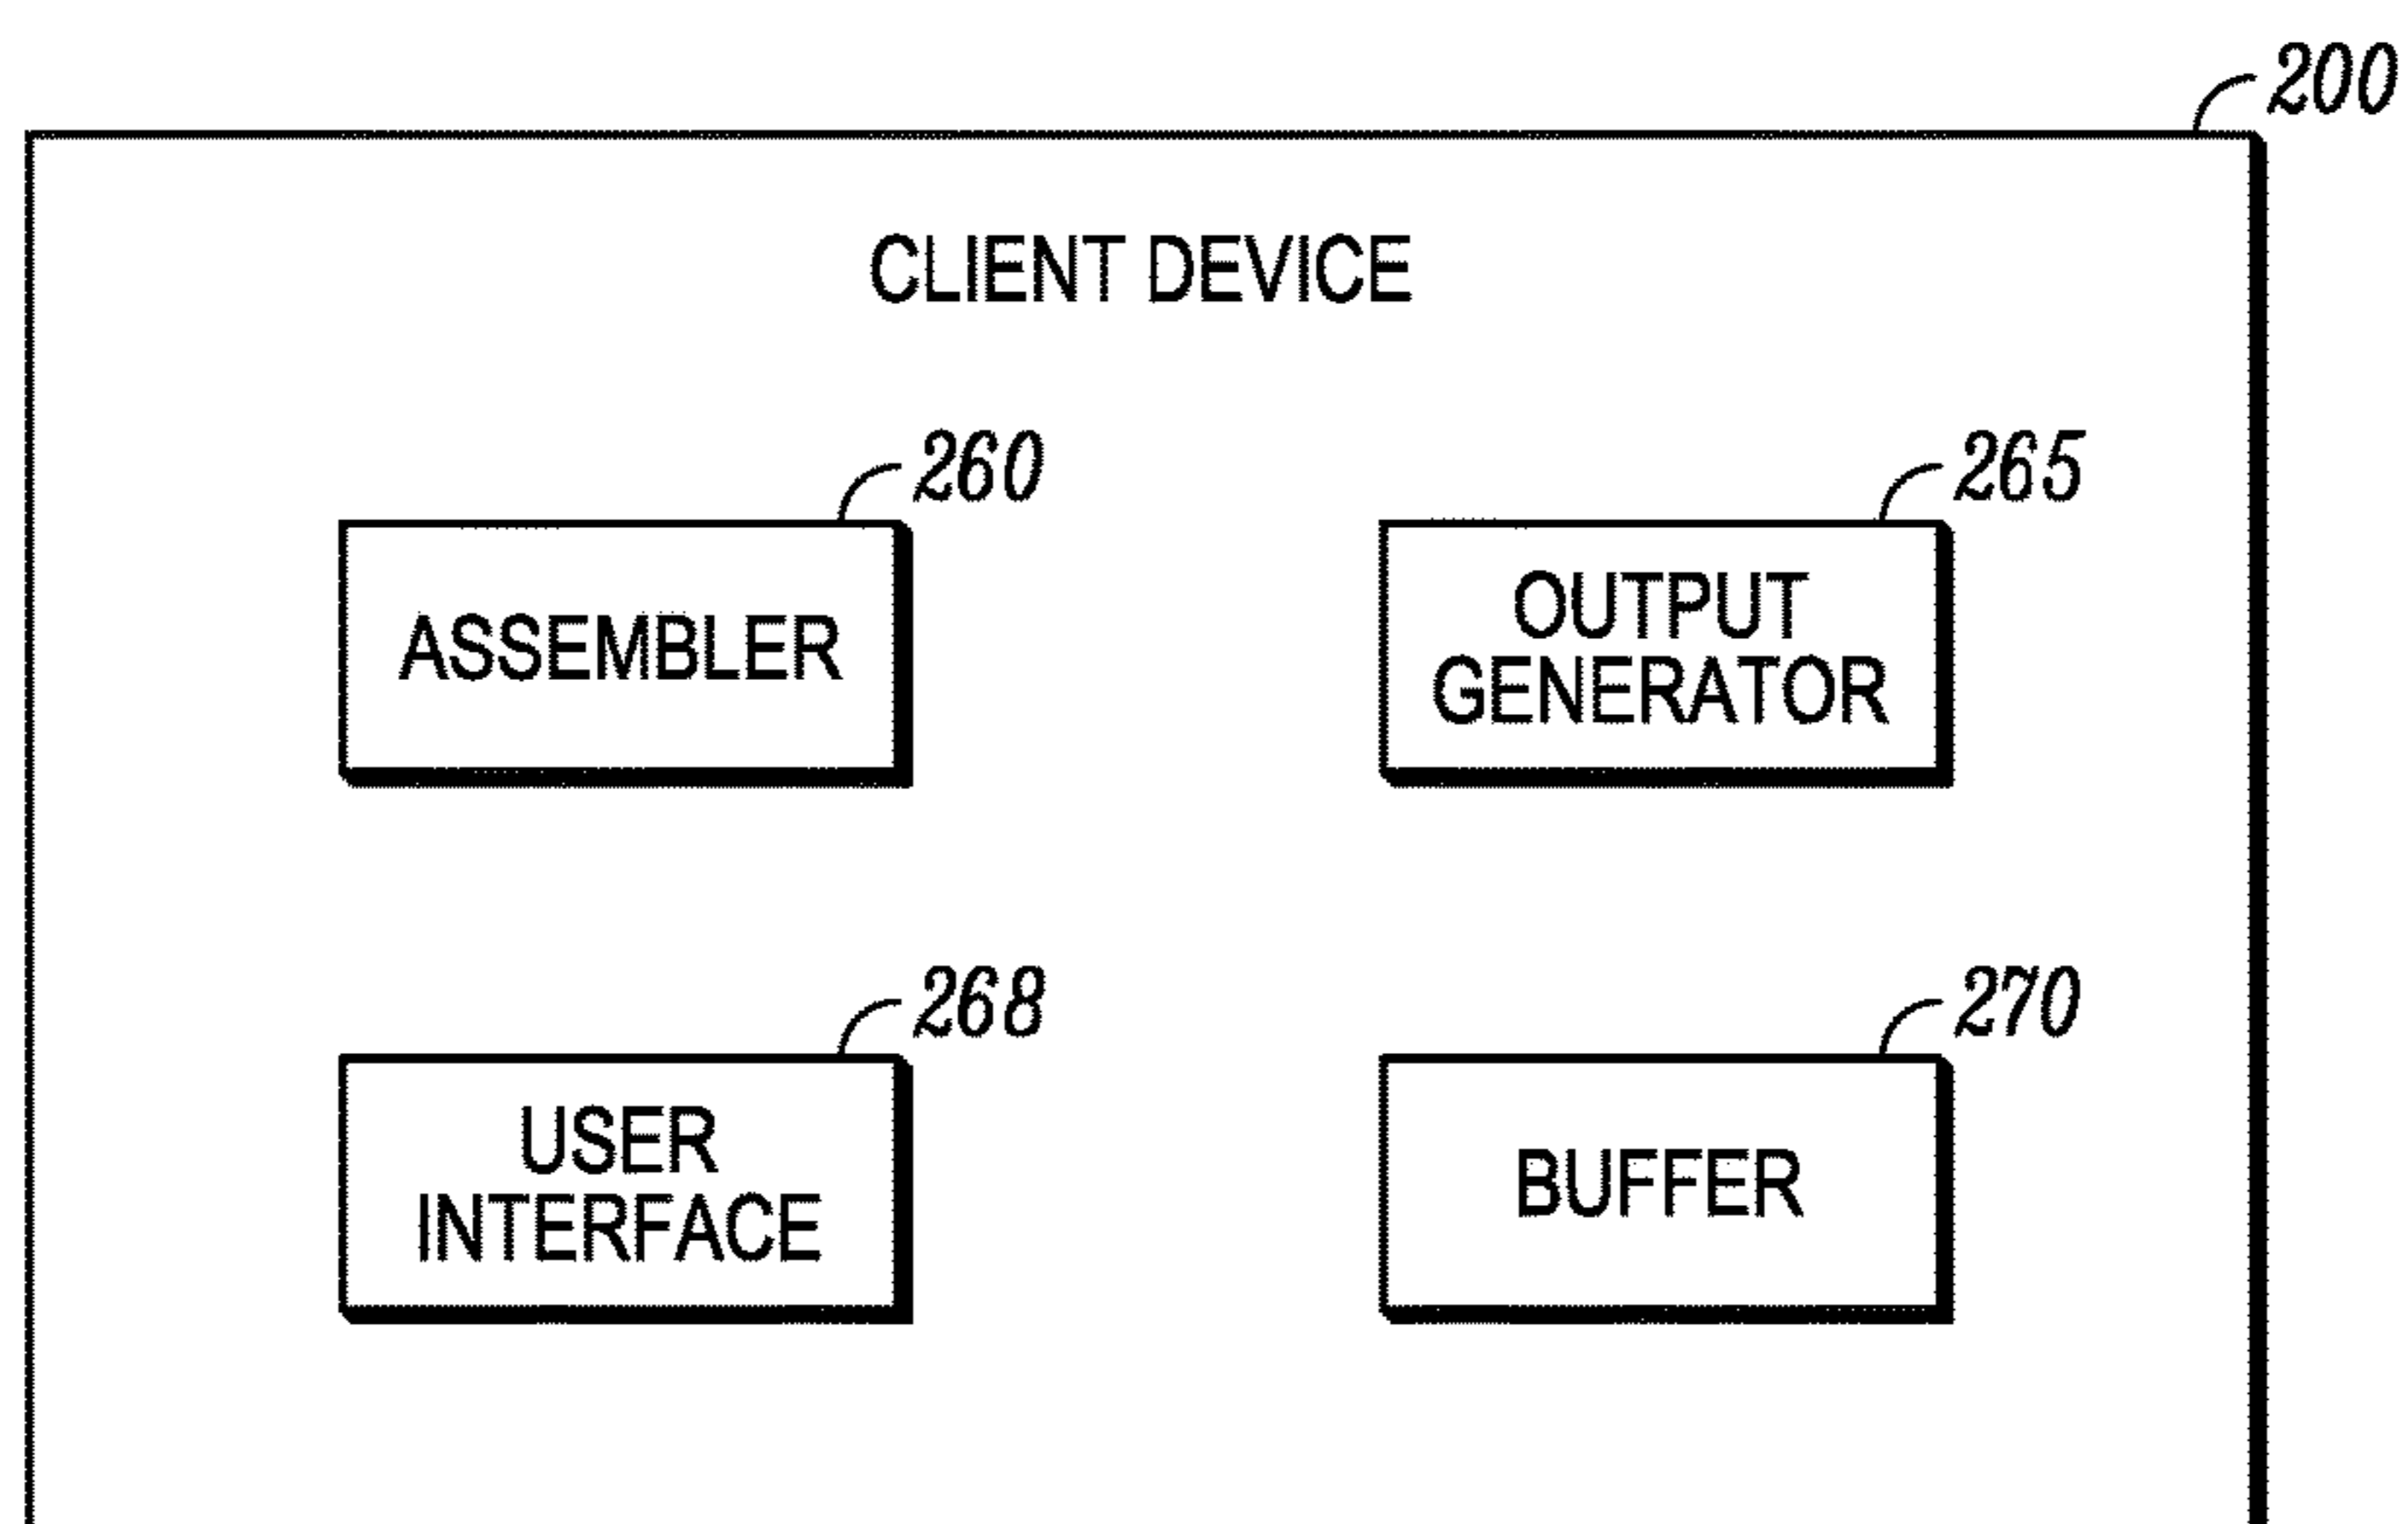 200
CLIENT DEVICE
260
265
ASSEMBLER
OUTPUT
GENERATOR
268
270
USER
INTERFACE
BUFFER